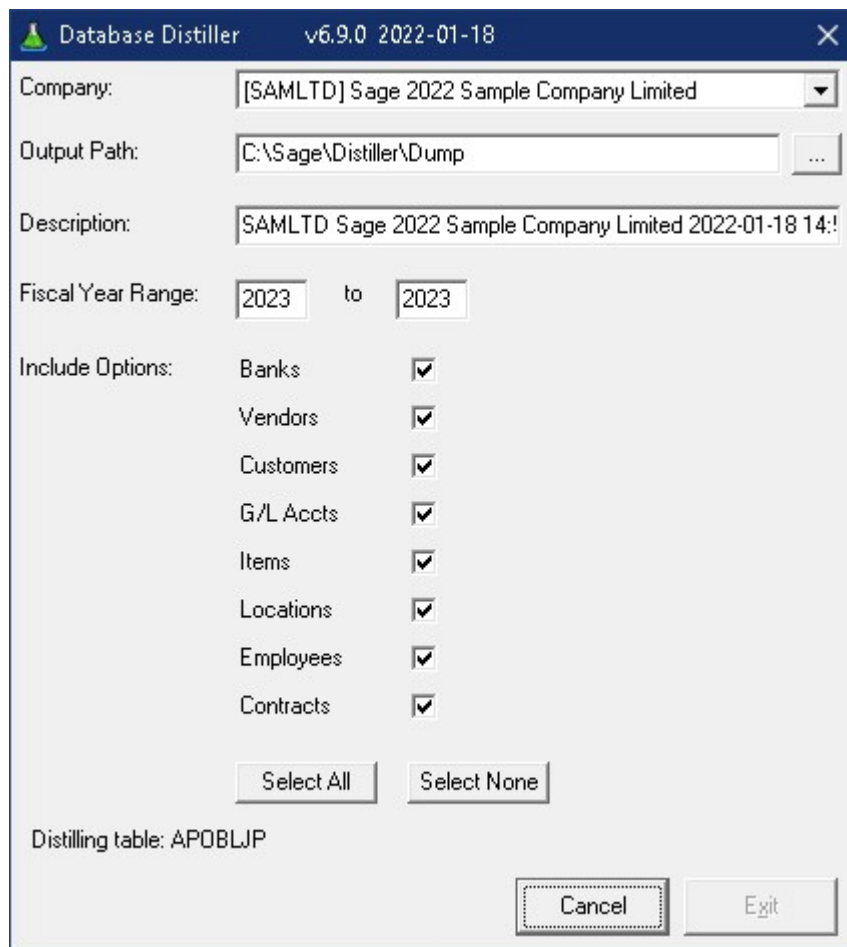 Database Distiller v6.9.0 2022-01-18
Company: [SAMLTD] Sage 2022 Sample Company Limited
Output Path: C:\Sage\Distiller\Dump ...
Description: SAMLTD Sage 2022 Sample Company Limited 2022-01-18 14:
Fiscal Year Range: 2023 to 2023
Include Options: Banks
Vendors
Customers
G/L Accts
Items
Locations
Employees
Contracts
Select All Select None
Distilling table: APOBLJP
Cancel Exit